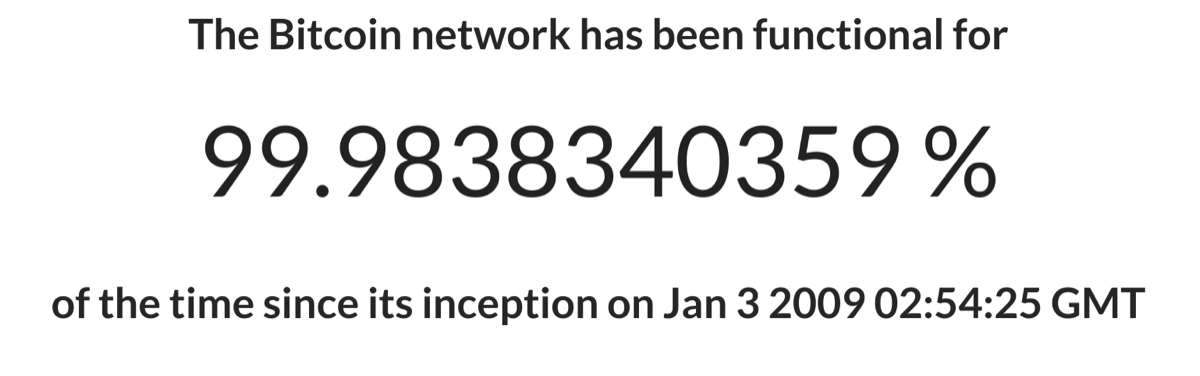 The Bitcoin network has been functional for
99.9838340359 %
of the time since its inception on Jan 3 2009 02:54:25 GMT